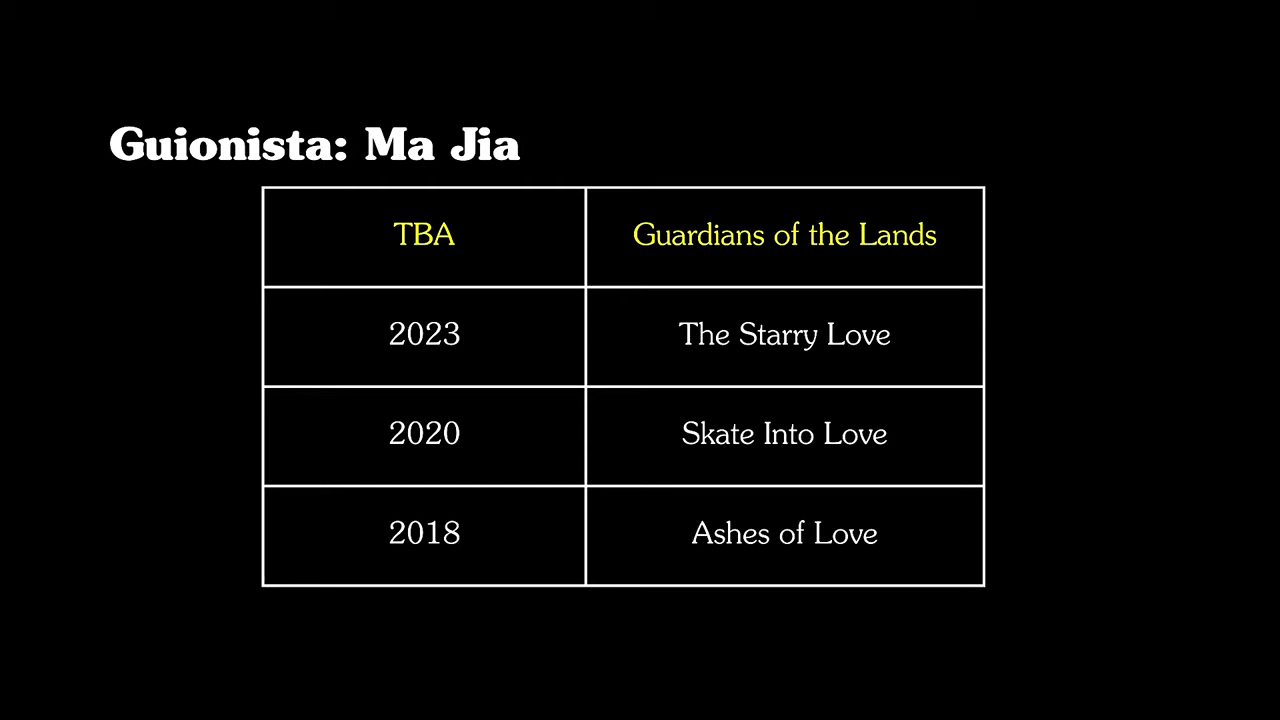 Guionista: Ma Jia
TBA Guardians of the Lands
2023 The Starry Love
2020 Skate Into Love
2018 Ashes of Love